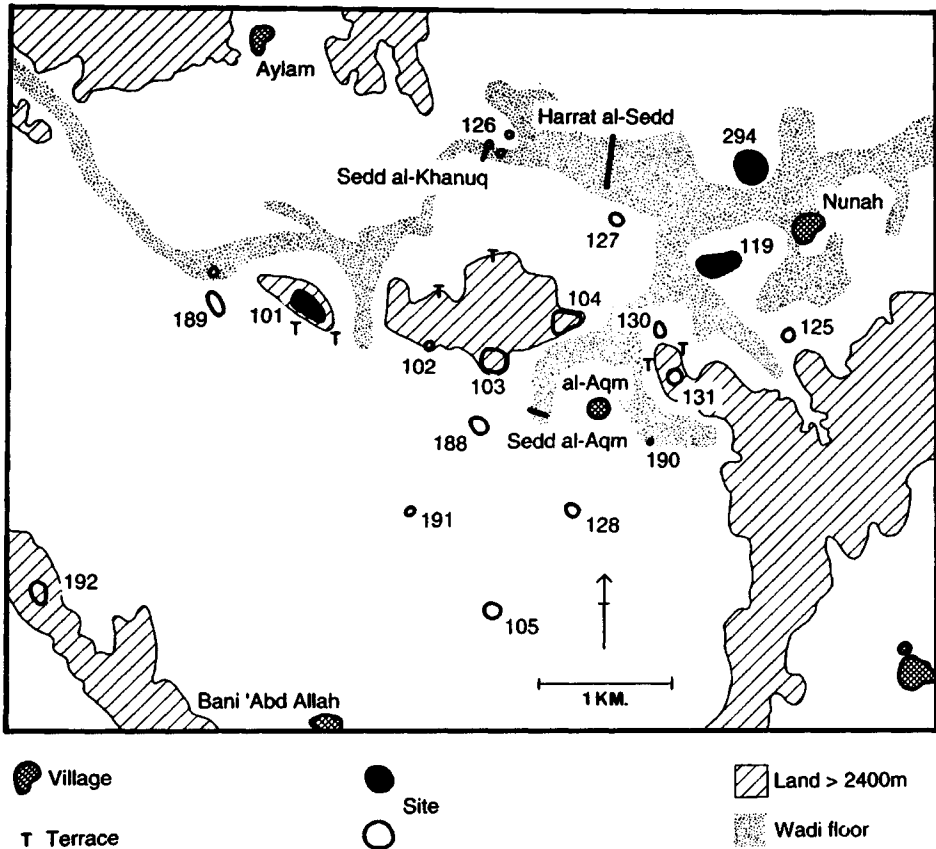 Aylam
Harrat al-Sedd
126
294
Sedd al-Khanuq
Nunah
127
119
189
101
T
T
T
T
104
130
125
102
103
T
T
131
al-Aqm
188
Sedd al-Aqm
190
191
128
192
105
Bani 'Abd Allah
1 KM.
Village
Site
Land > 2400m
T Terrace
Wadi floor